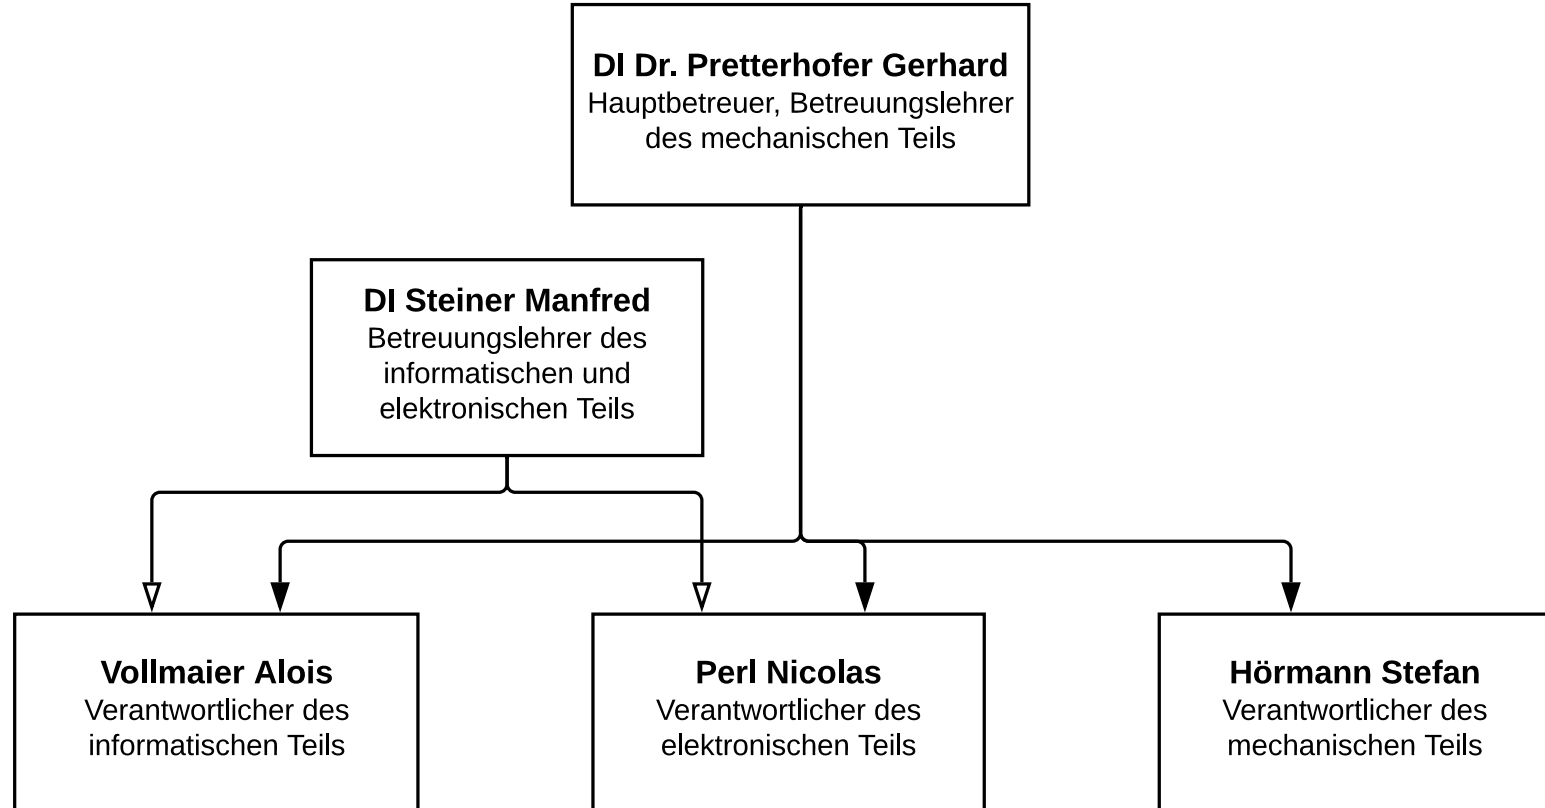 DI Dr. Pretterhofer Gerhard
Hauptbetreuer, Betreuungslehrer
des mechanischen Teils
DI Steiner Manfred
Betreuungslehrer des
informatischen und
elektronischen Teils
Vollmaier Alois
Verantwortlicher des
informatischen Teils
Perl Nicolas
Verantwortlicher des
elektronischen Teils
Hörmann Stefan
Verantwortlicher des
mechanischen Teils